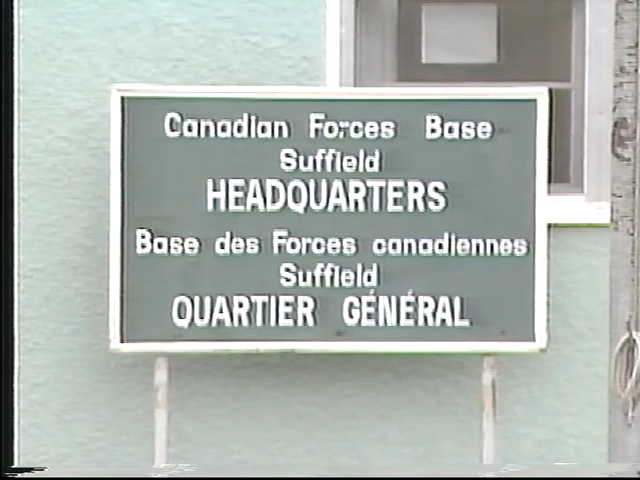 Canadian Forces Base
Suffield
HEADQUARTERS
Base des Forces canadiennes
Suffield
QUARTIER GÉNÉRAL